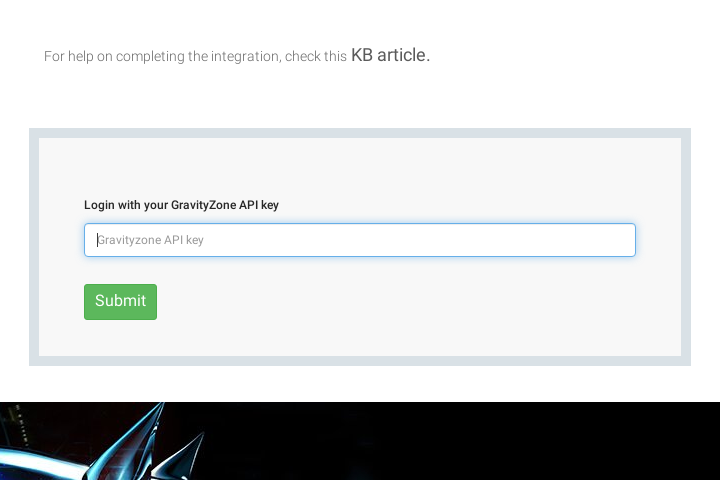 For help on completing the integration, check this KB article.
Login with your GravityZone API key
Gravityzone API key
Submit